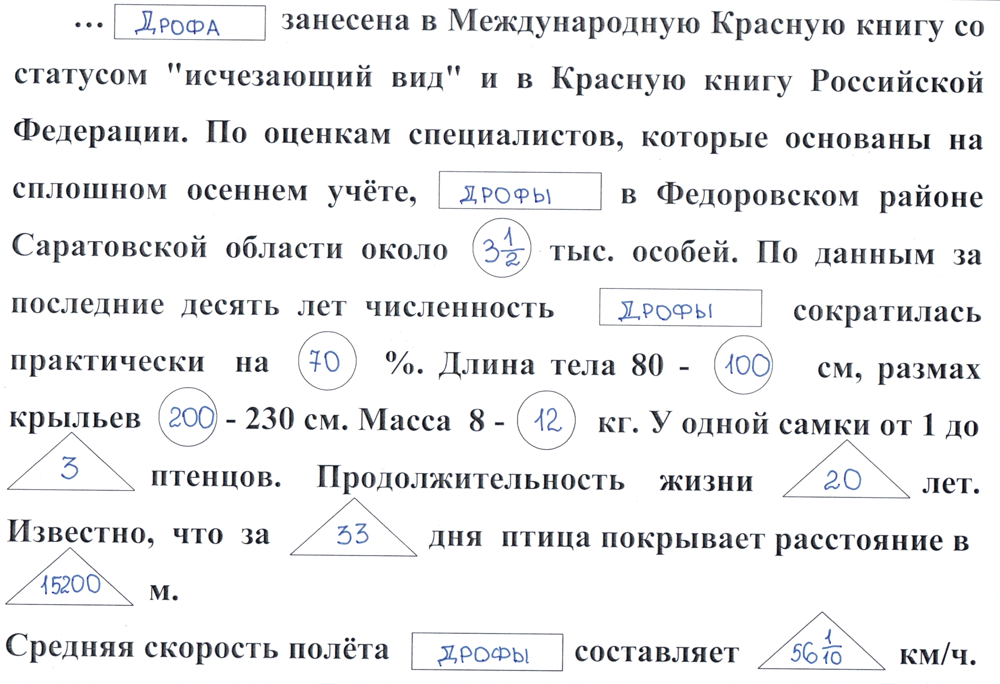 ... ДРОФА занесена в Международную Красную книгу со
статусом "исчезающий вид" и в Красную книгу Российской
Федерации. По оценкам специалистов, которые основаны на
сплошном осеннем учёте, ДРОФЫ в Федоровском районе
Саратовской области около 3 1/2 тыс. особей. По данным за
последние десять лет численность ДРОФЫ сократилась
практически на 70 %. Длина тела 80 - 100 см, размах
крыльев 200 - 230 см. Масса 8 - 12 кг. У одной самки от 1 до
3 птенцов. Продолжительность жизни 20 лет.
Известно, что за 33 дня птица покрывает расстояние в
15200 м.
Средняя скорость полёта ДРОФЫ составляет 56 1/10 км/ч.